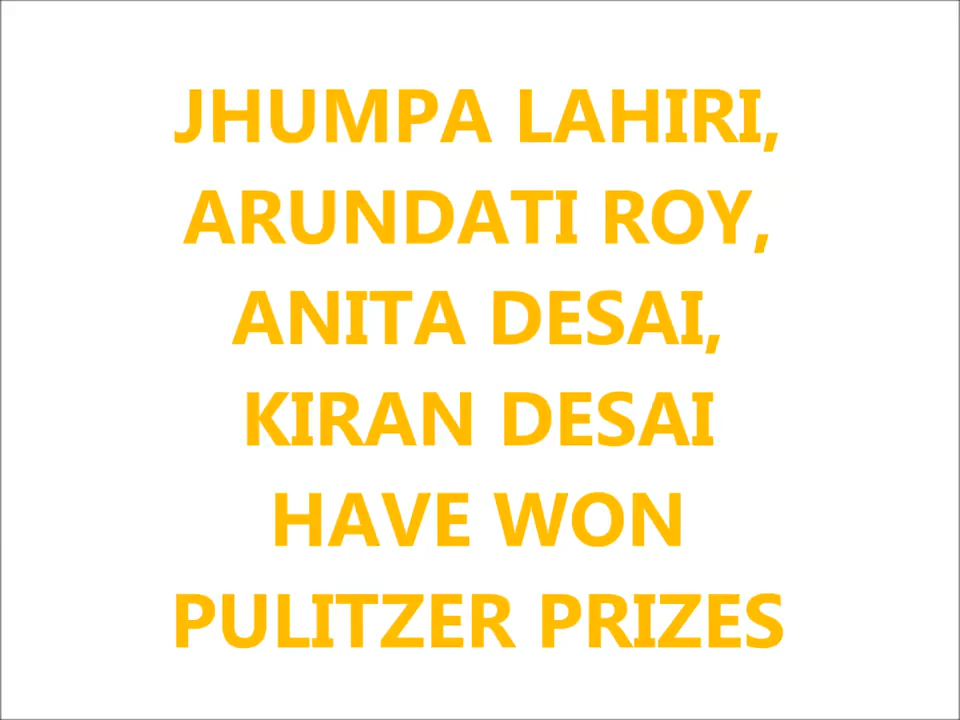 JHUMPA LAHIRI,
ARUNDATI ROY,
ANITA DESAI,
KIRAN DESAI
HAVE WON
PULITZER PRIZES